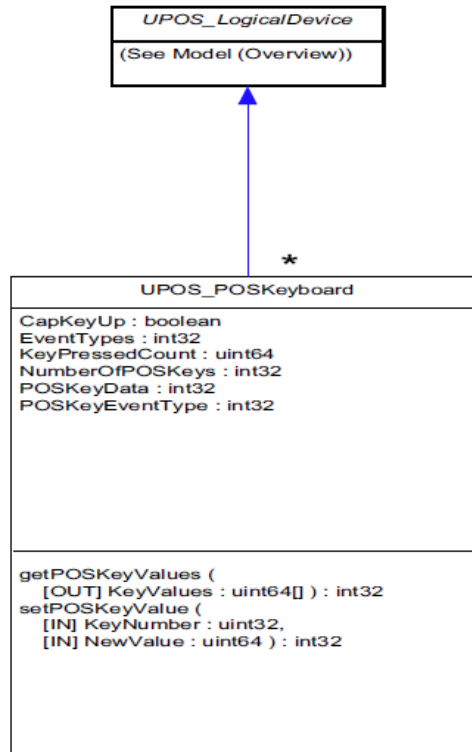 UPOS_LogicalDevice
(See Model (Overview))
*
UPOS_POSKeyboard
CapKeyUp : boolean
EventTypes : int32
KeyPressedCount : uint64
NumberOfPOSKeys : int32
POSKeyData : int32
POSKeyEventType : int32
getPOSKeyValues (
[OUT] KeyValues : uint64[] ) : int32
setPOSKeyValue (
[IN] KeyNumber : uint32,
[IN] NewValue : uint64 ) : int32